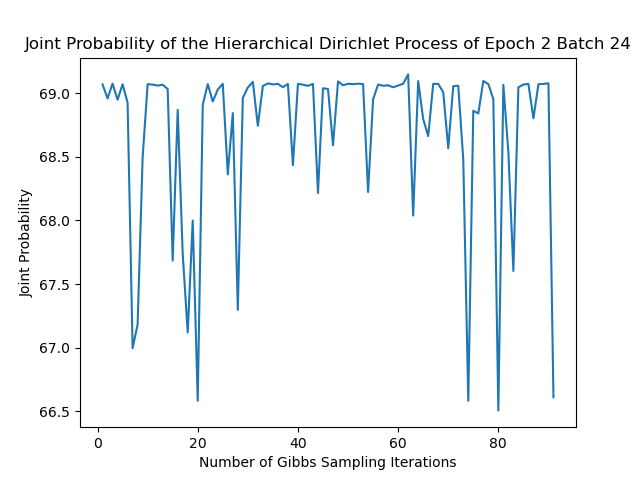 Joint Probability of the Hierarchical Dirichlet Process of Epoch 2 Batch 24
69.0
68.5
68.0
67.5
67.0
66.5
Joint Probability
0 20 40 60 80
Number of Gibbs Sampling Iterations